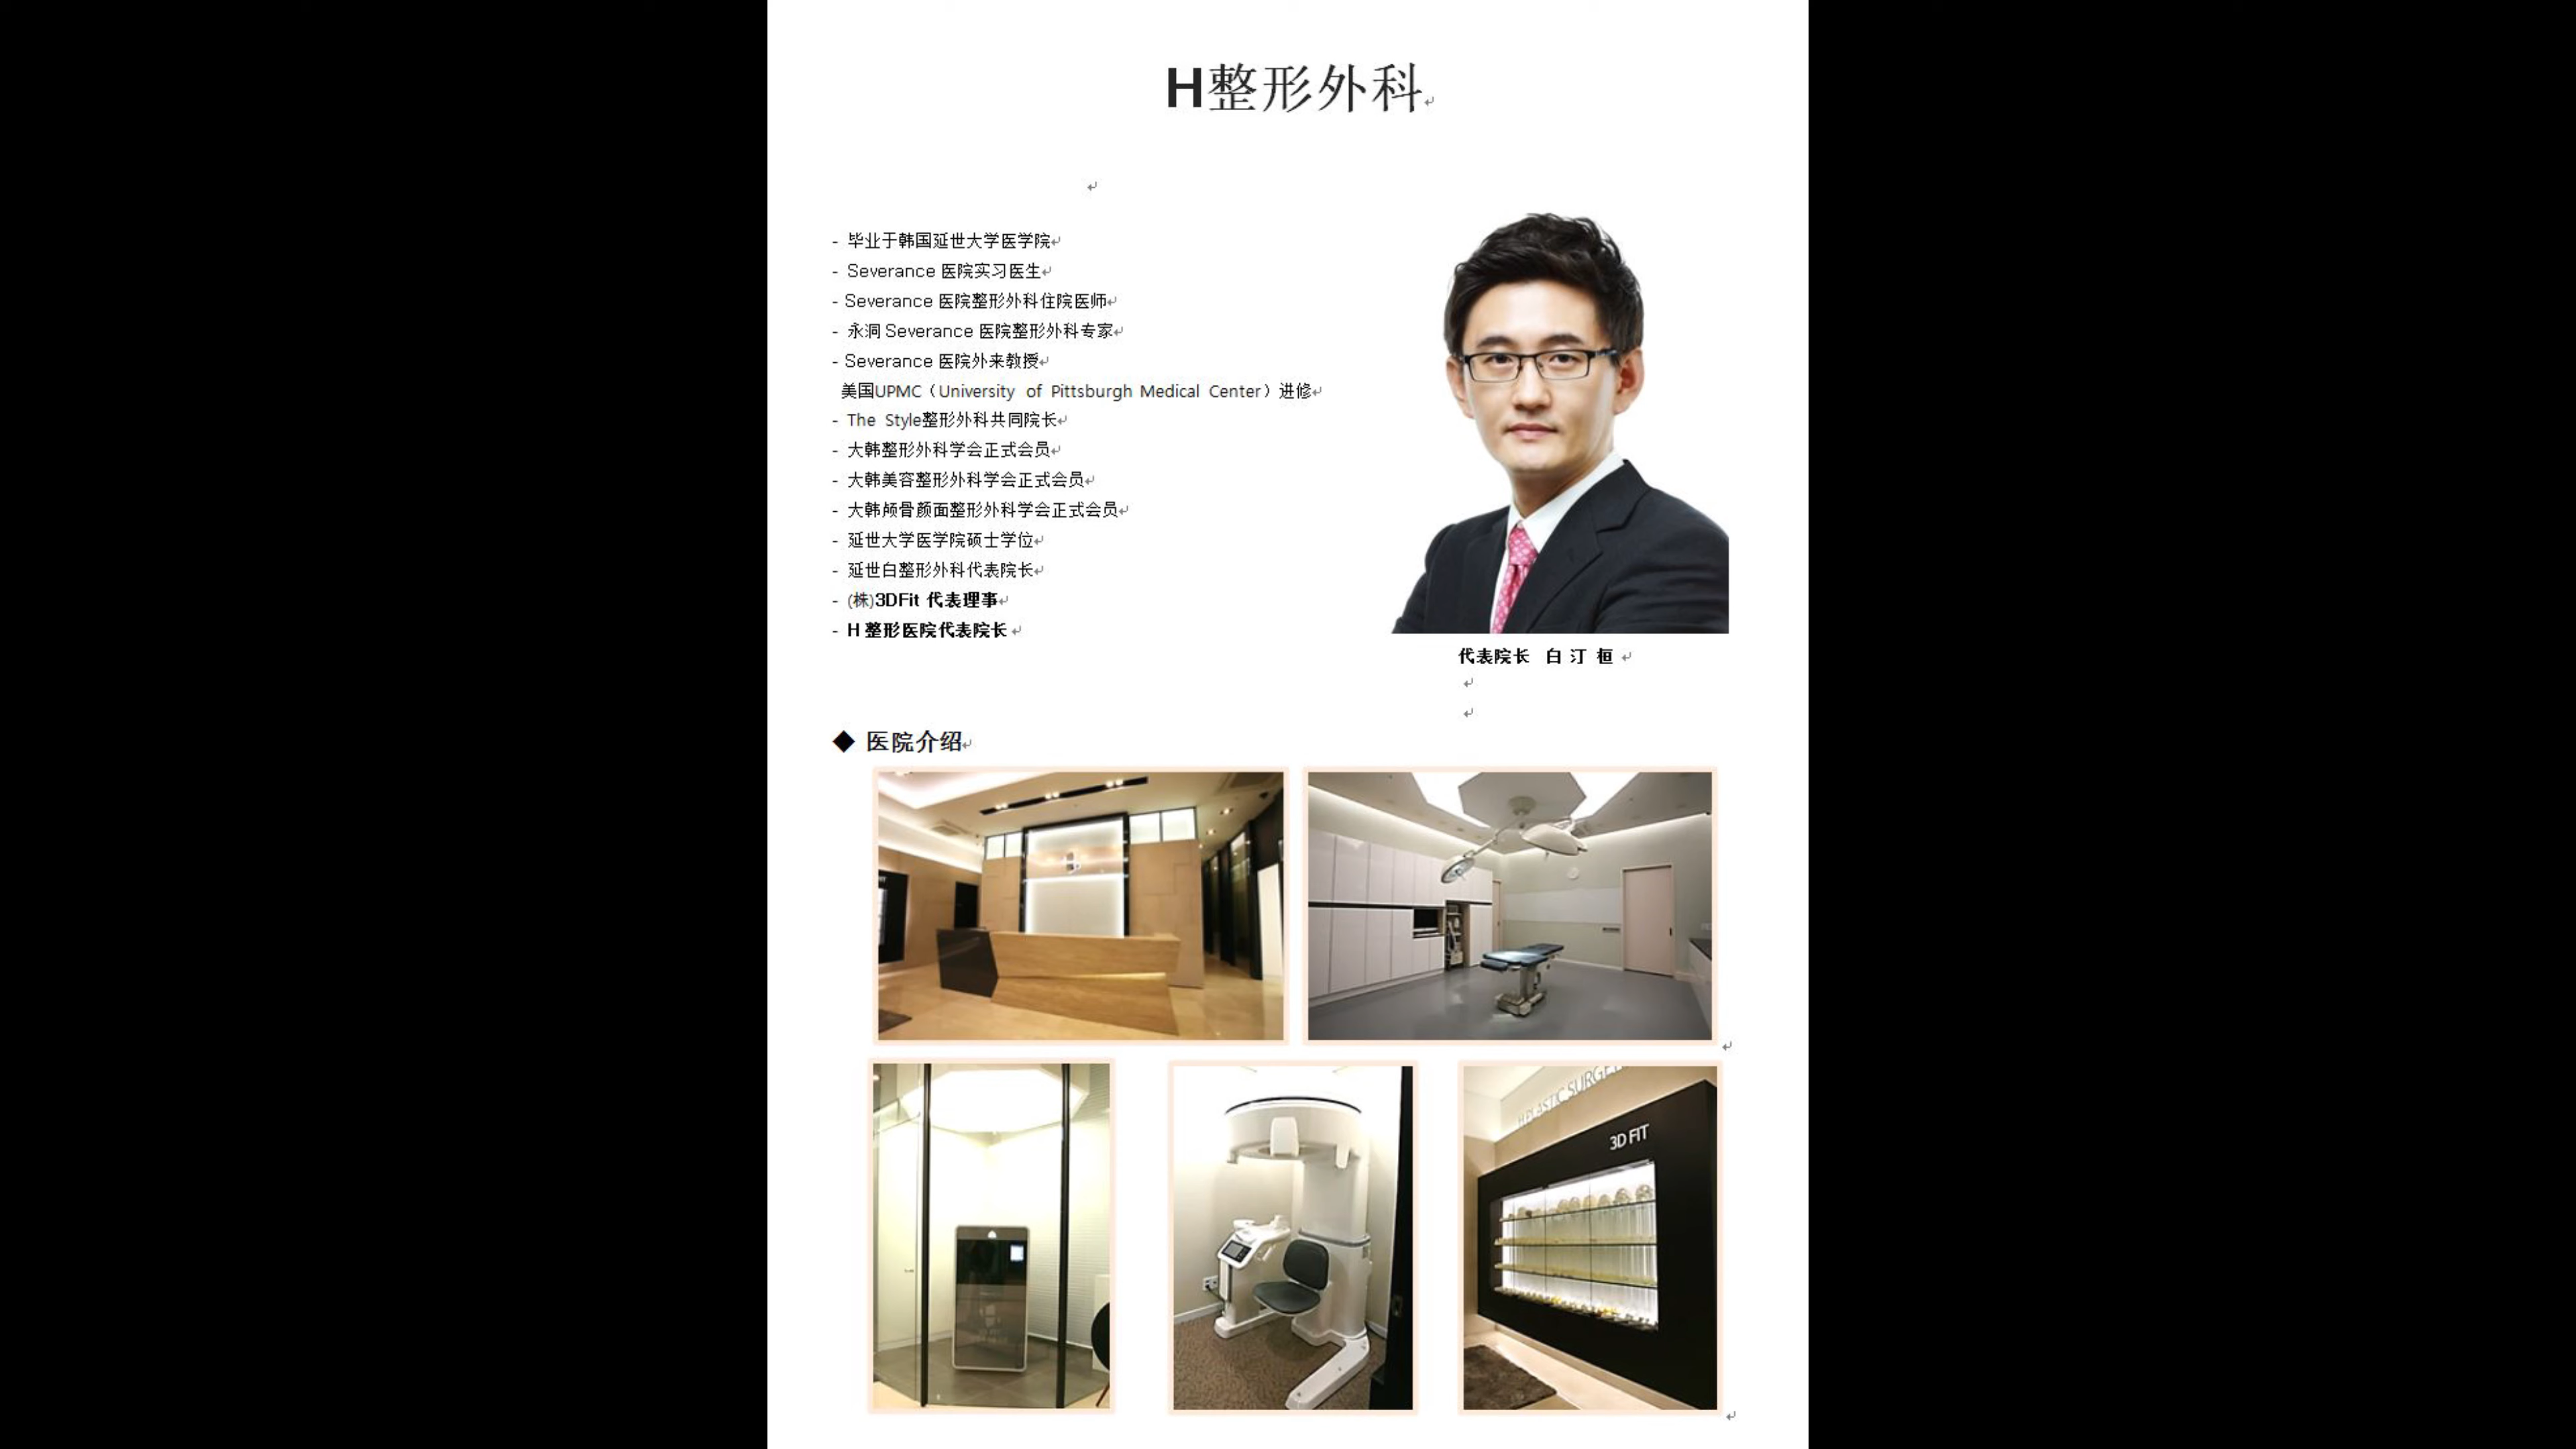 H整形外科
- 毕业于韩国延世大学医学院
- Severance 医院实习医生
- Severance 医院整形外科住院医师
- 永洞 Severance 医院整形外科专家
- Severance 医院外来教授
美国UPMC（University of Pittsburgh Medical Center）进修
- The Style整形外科共同院长
- 大韩整形外科学会正式会员
- 大韩美容整形外科学会正式会员
- 大韩颅骨颜面整形外科学会正式会员
- 延世大学医学院硕士学位
- 延世白整形外科代表院长
- (株)3DFit 代表理事
- H 整形医院代表院长
代表院长 白 汀 桓
◆ 医院介绍
H PLASTIC SURGE
3D FIT